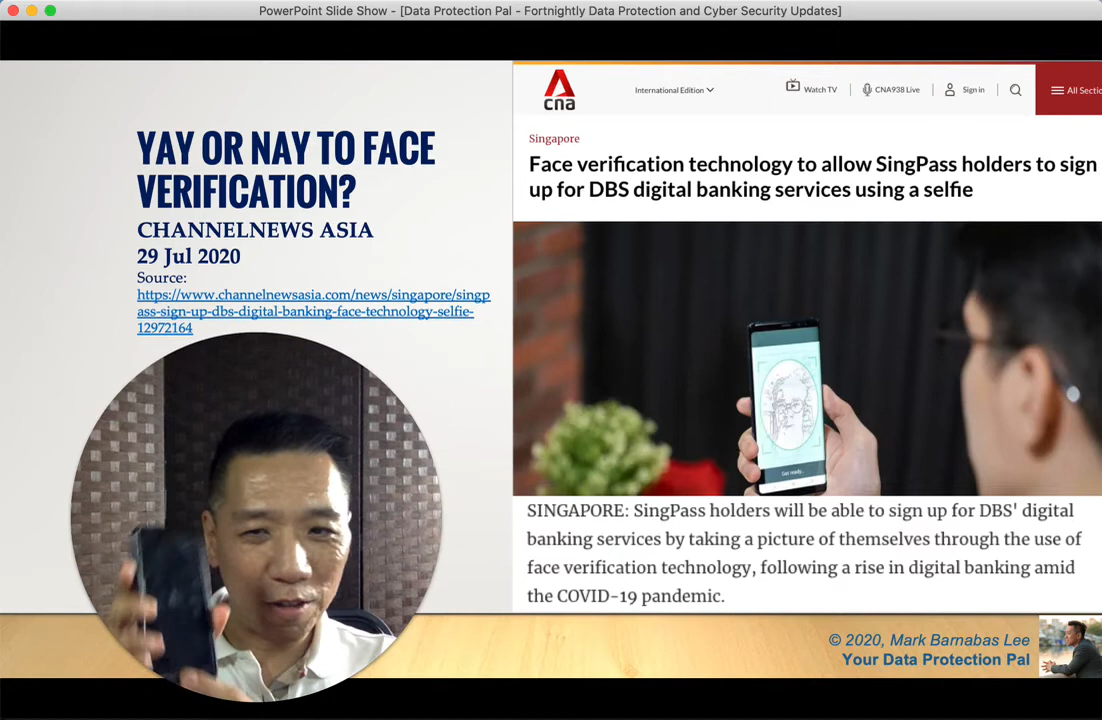 PowerPoint Slide Show - [Data Protection Pal - Fortnightly Data Protection and Cyber Security Updates]
YAY OR NAY TO FACE
VERIFICATION?
CHANNELNEWS ASIA
29 Jul 2020
Source:
https://www.channelnewsasia.com/news/singapore/singp
ass-sign-up-dbs-digital-banking-face-technology-selfie-
12972164
cna
International Edition
Watch TV
CNA938 Live
Sign in
All Sectio
Singapore
Face verification technology to allow SingPass holders to sign
up for DBS digital banking services using a selfie
Get ready...
SINGAPORE: SingPass holders will be able to sign up for DBS' digital
banking services by taking a picture of themselves through the use of
face verification technology, following a rise in digital banking amid
the COVID-19 pandemic.
© 2020, Mark Barnabas Lee
Your Data Protection Pal